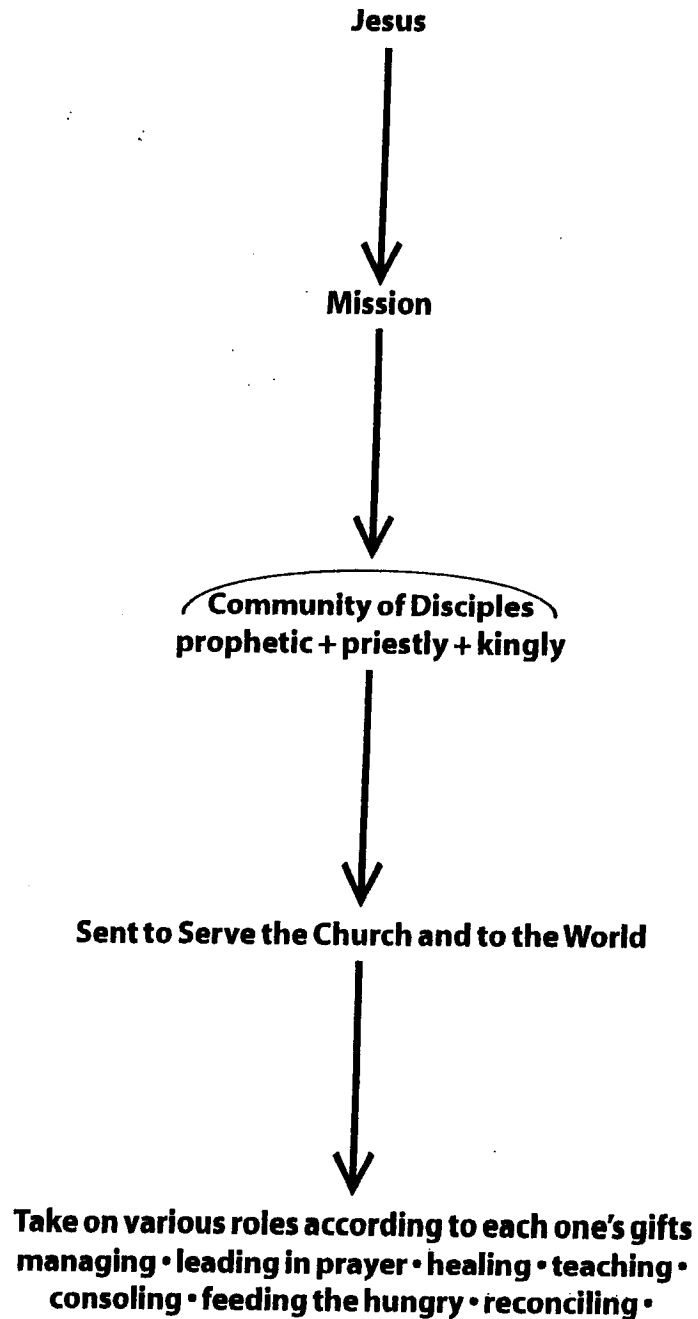 Jesus
Mission
Community of Disciples
prophetic + priestly + kingly
Sent to Serve the Church and to the World
Take on various roles according to each one's gifts
managing • leading in prayer • healing • teaching •
consoling • feeding the hungry • reconciling •